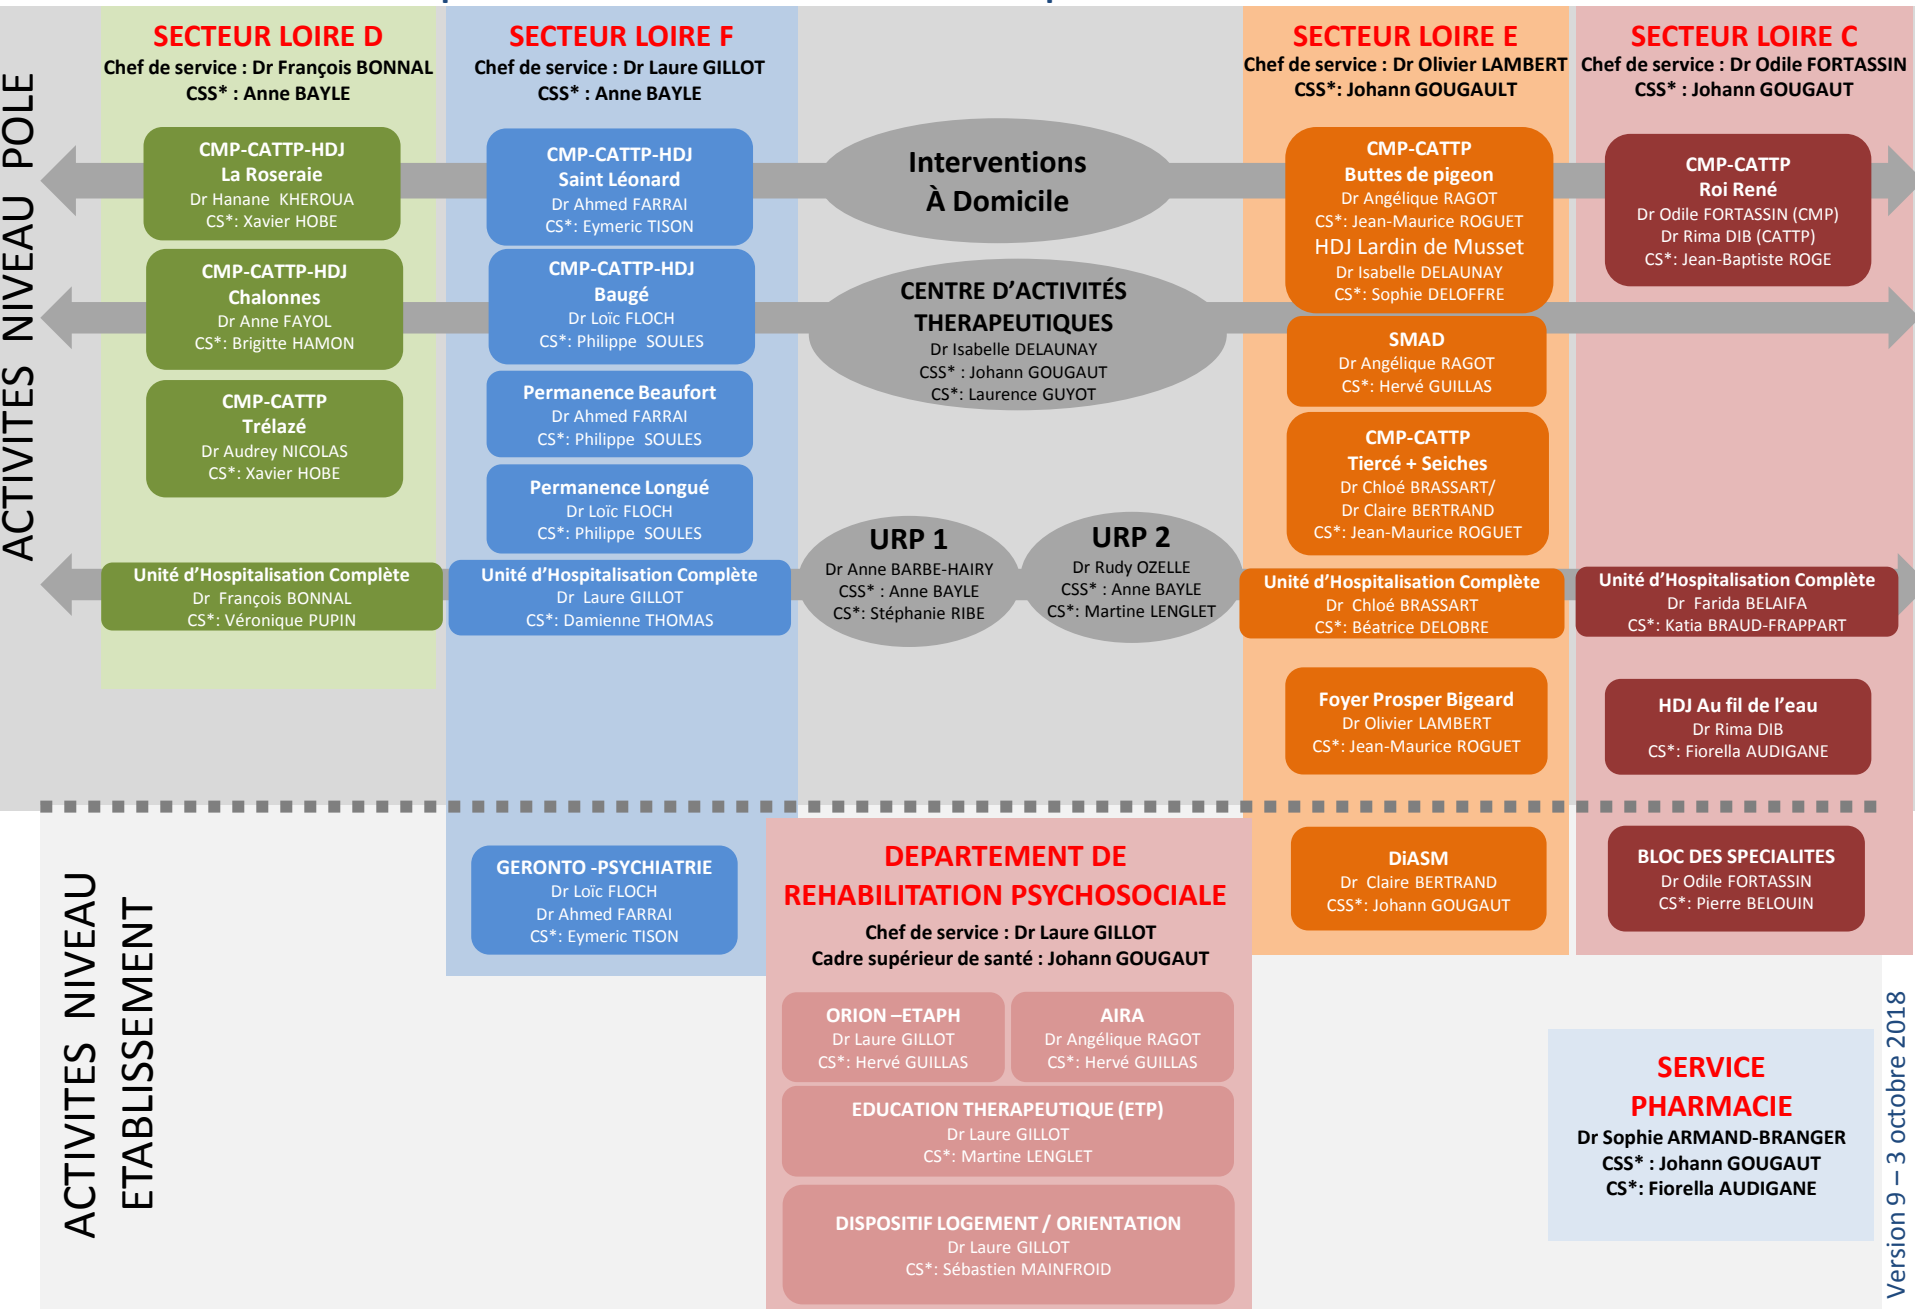 ACTIVITES NIVEAU POLE
SECTEUR LOIRE D
Chef de service : Dr François BONNAL
CSS* : Anne BAYLE
CMP-CATTP-HDJ
La Roseraie
Dr Hanane KHEROUA
CS*: Xavier HOBE
CMP-CATTP-HDJ
Chalonnes
Dr Anne FAYOL
CS*: Brigitte HAMON
CMP-CATTP
Trélazé
Dr Audrey NICOLAS
CS*: Xavier HOBE
Unité d’Hospitalisation Complète
Dr François BONNAL
CS*: Véronique PUPIN
SECTEUR LOIRE F
Chef de service : Dr Laure GILLOT
CSS* : Anne BAYLE
CMP-CATTP-HDJ
Saint Léonard
Dr Ahmed FARRAI
CS*: Eymeric TISON
CMP-CATTP-HDJ
Baugé
Dr Loïc FLOCH
CS*: Philippe SOULES
Permanence Beaufort
Dr Ahmed FARRAI
CS*: Philippe SOULES
Permanence Longué
Dr Loïc FLOCH
CS*: Philippe SOULES
Unité d’Hospitalisation Complète
Dr Laure GILLOT
CS*: Damienne THOMAS
Interventions
À Domicile
CENTRE D’ACTIVITÉS
THERAPEUTIQUES
Dr Isabelle DELAUNAY
CSS* : Johann GOUGAUT
CS*: Laurence GUYOT
URP 1
Dr Anne BARBE-HAIRY
CSS* : Anne BAYLE
CS*: Stéphanie RIBE
URP 2
Dr Rudy OZELLE
CSS* : Anne BAYLE
CS*: Martine LENGLET
SECTEUR LOIRE E
Chef de service : Dr Olivier LAMBERT
CSS*: Johann GOUGAULT
CMP-CATTP
Buttes de pigeon
Dr Angélique RAGOT
CS*: Jean-Maurice ROGUET
HDJ Lardin de Musset
Dr Isabelle DELAUNAY
CS*: Sophie DELOFFRE
SMAD
Dr Angélique RAGOT
CS*: Hervé GUILLAS
CMP-CATTP
Tiercé + Seiches
Dr Chloé BRASSART/
Dr Claire BERTRAND
CS*: Jean-Maurice ROGUET
Unité d’Hospitalisation Complète
Dr Chloé BRASSART
CS*: Béatrice DELOBRE
Foyer Prosper Bigeard
Dr Olivier LAMBERT
CS*: Jean-Maurice ROGUET
SECTEUR LOIRE C
Chef de service : Dr Odile FORTASSIN
CSS* : Johann GOUGAUT
CMP-CATTP
Roi René
Dr Odile FORTASSIN (CMP)
Dr Rima DIB (CATTP)
CS*: Jean-Baptiste ROGE
Unité d’Hospitalisation Complète
Dr Farida BELAIFA
CS*: Katia BRAUD-FRAPPART
HDJ Au fil de l’eau
Dr Rima DIB
CS*: Fiorella AUDIGANE
ACTIVITES NIVEAU
ETABLISSEMENT
GERONTO -PSYCHIATRIE
Dr Loïc FLOCH
Dr Ahmed FARRAI
CS*: Eymeric TISON
DEPARTEMENT DE
REHABILITATION PSYCHOSOCIALE
Chef de service : Dr Laure GILLOT
Cadre supérieur de santé : Johann GOUGAUT
ORION –ETAPH
Dr Laure GILLOT
CS*: Hervé GUILLAS
AIRA
Dr Angélique RAGOT
CS*: Hervé GUILLAS
EDUCATION THERAPEUTIQUE (ETP)
Dr Laure GILLOT
CS*: Martine LENGLET
DISPOSITIF LOGEMENT / ORIENTATION
Dr Laure GILLOT
CS*: Sébastien MAINFROID
DiASM
Dr Claire BERTRAND
CSS*: Johann GOUGAUT
BLOC DES SPECIALITES
Dr Odile FORTASSIN
CS*: Pierre BELOUIN
SERVICE
PHARMACIE
Dr Sophie ARMAND-BRANGER
CSS* : Johann GOUGAUT
CS*: Fiorella AUDIGANE
Version 9 – 3 octobre 2018